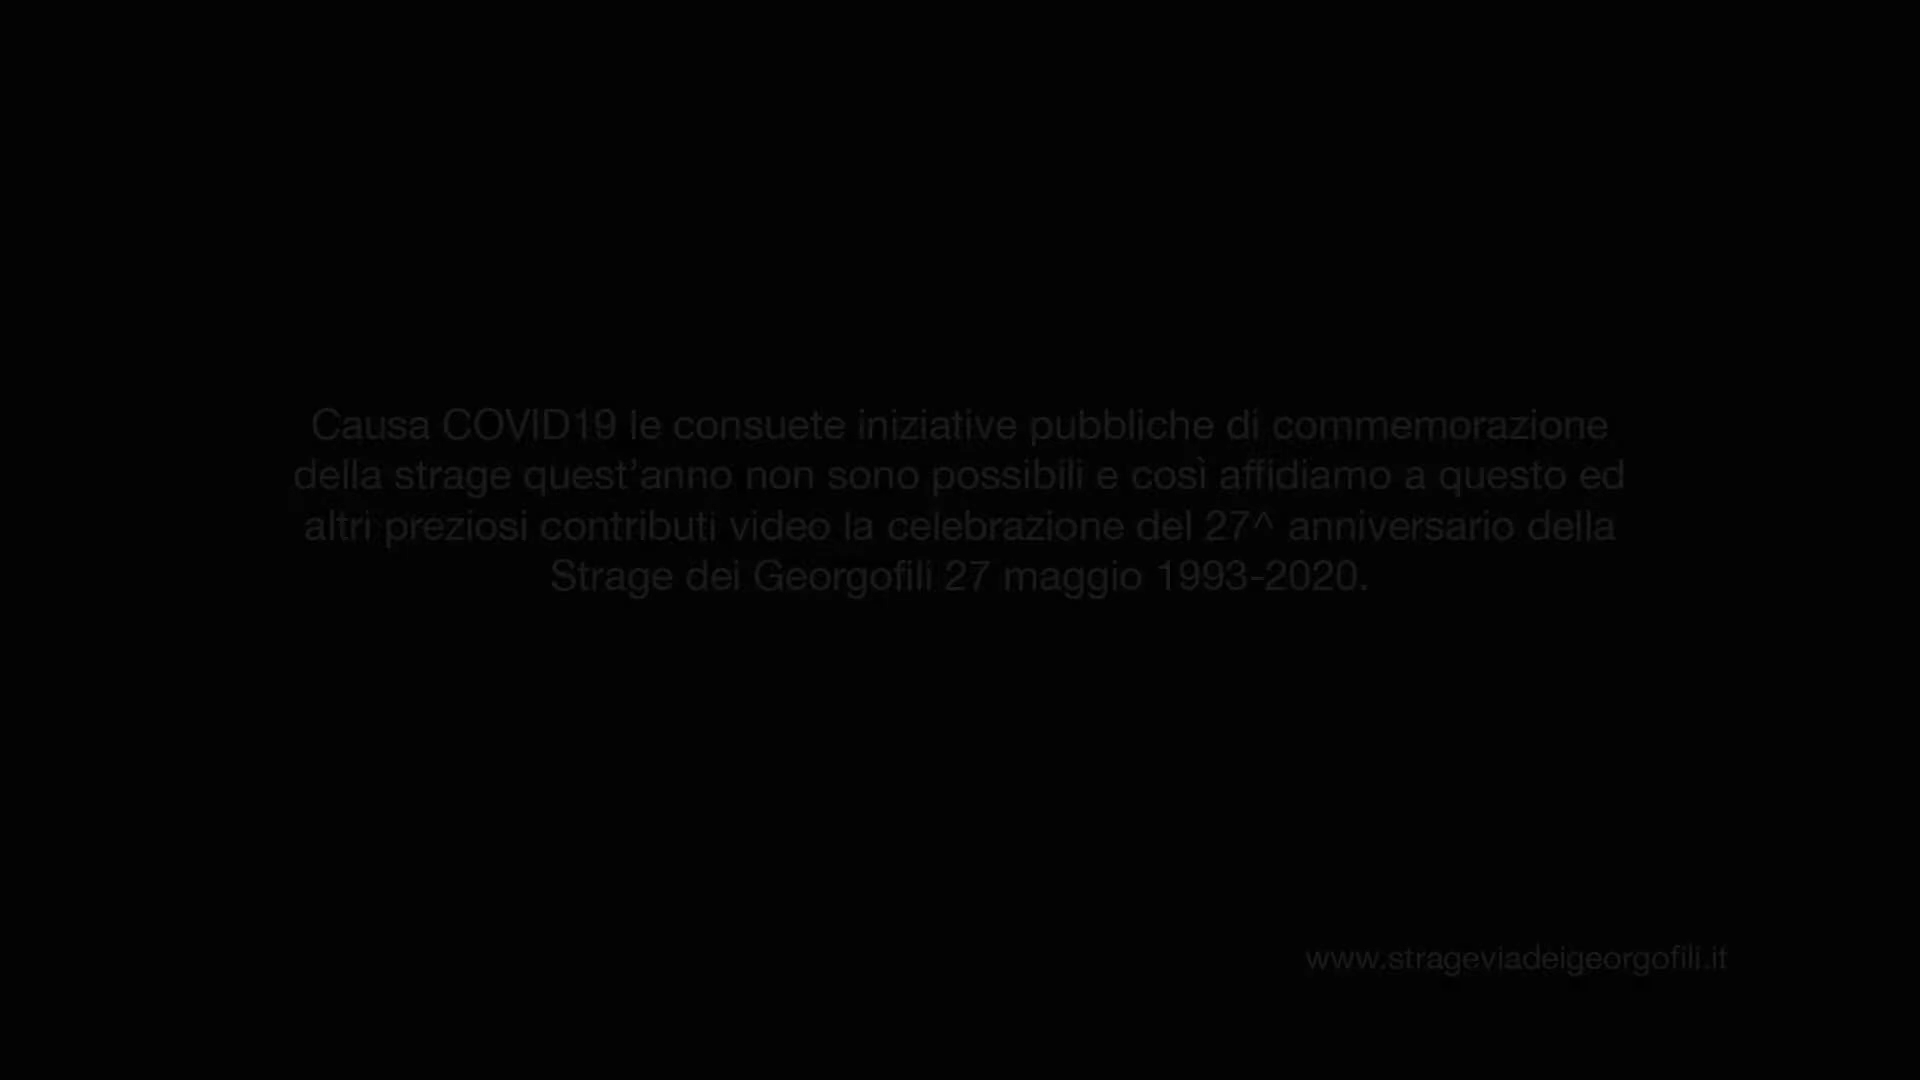 Causa COVID19 le consuete iniziative pubbliche di commemorazione
della strage quest’anno non sono possibili e così affidiamo a questo ed
altri preziosi contributi video la celebrazione del 27^ anniversario della
Strage dei Georgofili 27 maggio 1993-2020.
www.strageviadeigeorgofili.it